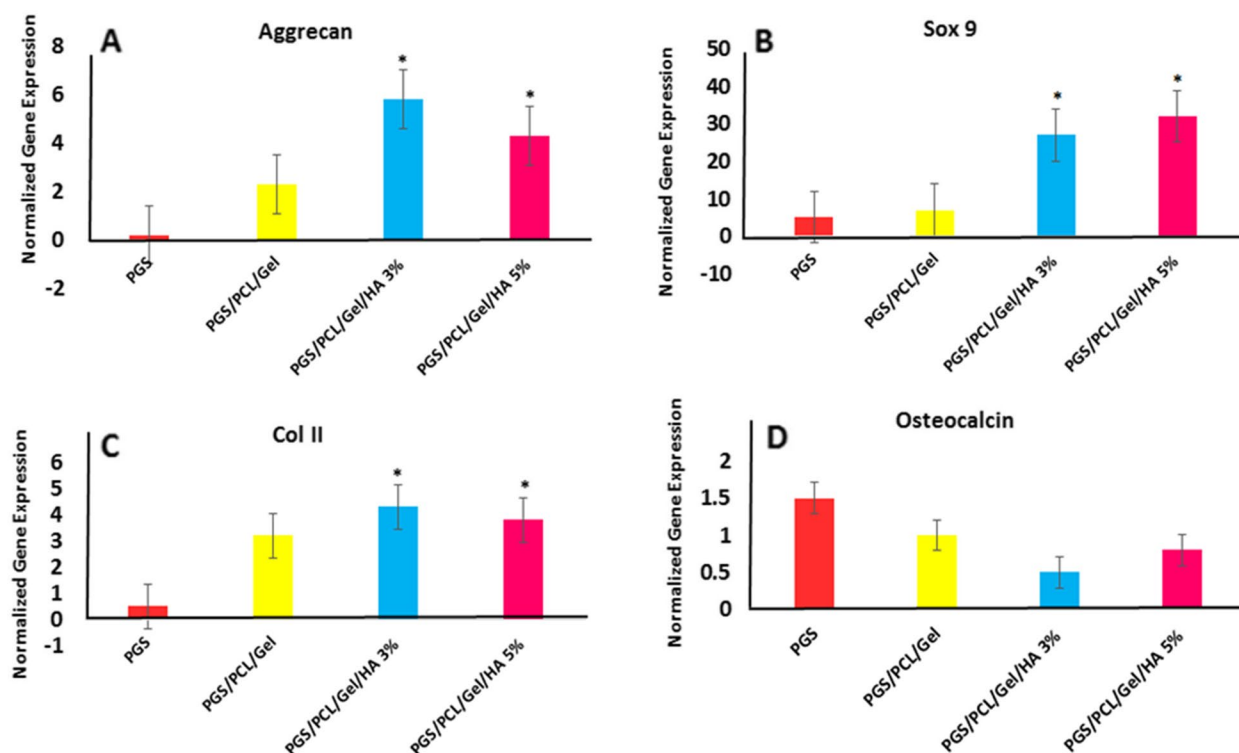 A
Aggrecan
Normalized Gene Expression
8
6
4
2
0
-2
*
*
PGS
PGS/PCL/Gel
PGS/PCL/Gel/HA 3%
PGS/PCL/Gel/HA 5%
B
Sox 9
Normalized Gene Expression
50
40
30
20
10
0
-10
*
*
PGS
PGS/PCL/Gel
PGS/PCL/Gel/HA 3%
PGS/PCL/Gel/HA 5%
C
Col II
Normalized Gene Expression
6
5
4
3
2
1
0
-1
*
*
PGS
PGS/PCL/Gel
PGS/PCL/Gel/HA 3%
PGS/PCL/Gel/HA 5%
D
Osteocalcin
Normalized Gene Expression
2
1.5
1
0.5
0
PGS
PGS/PCL/Gel
PGS/PCL/Gel/HA 3%
PGS/PCL/Gel/HA 5%